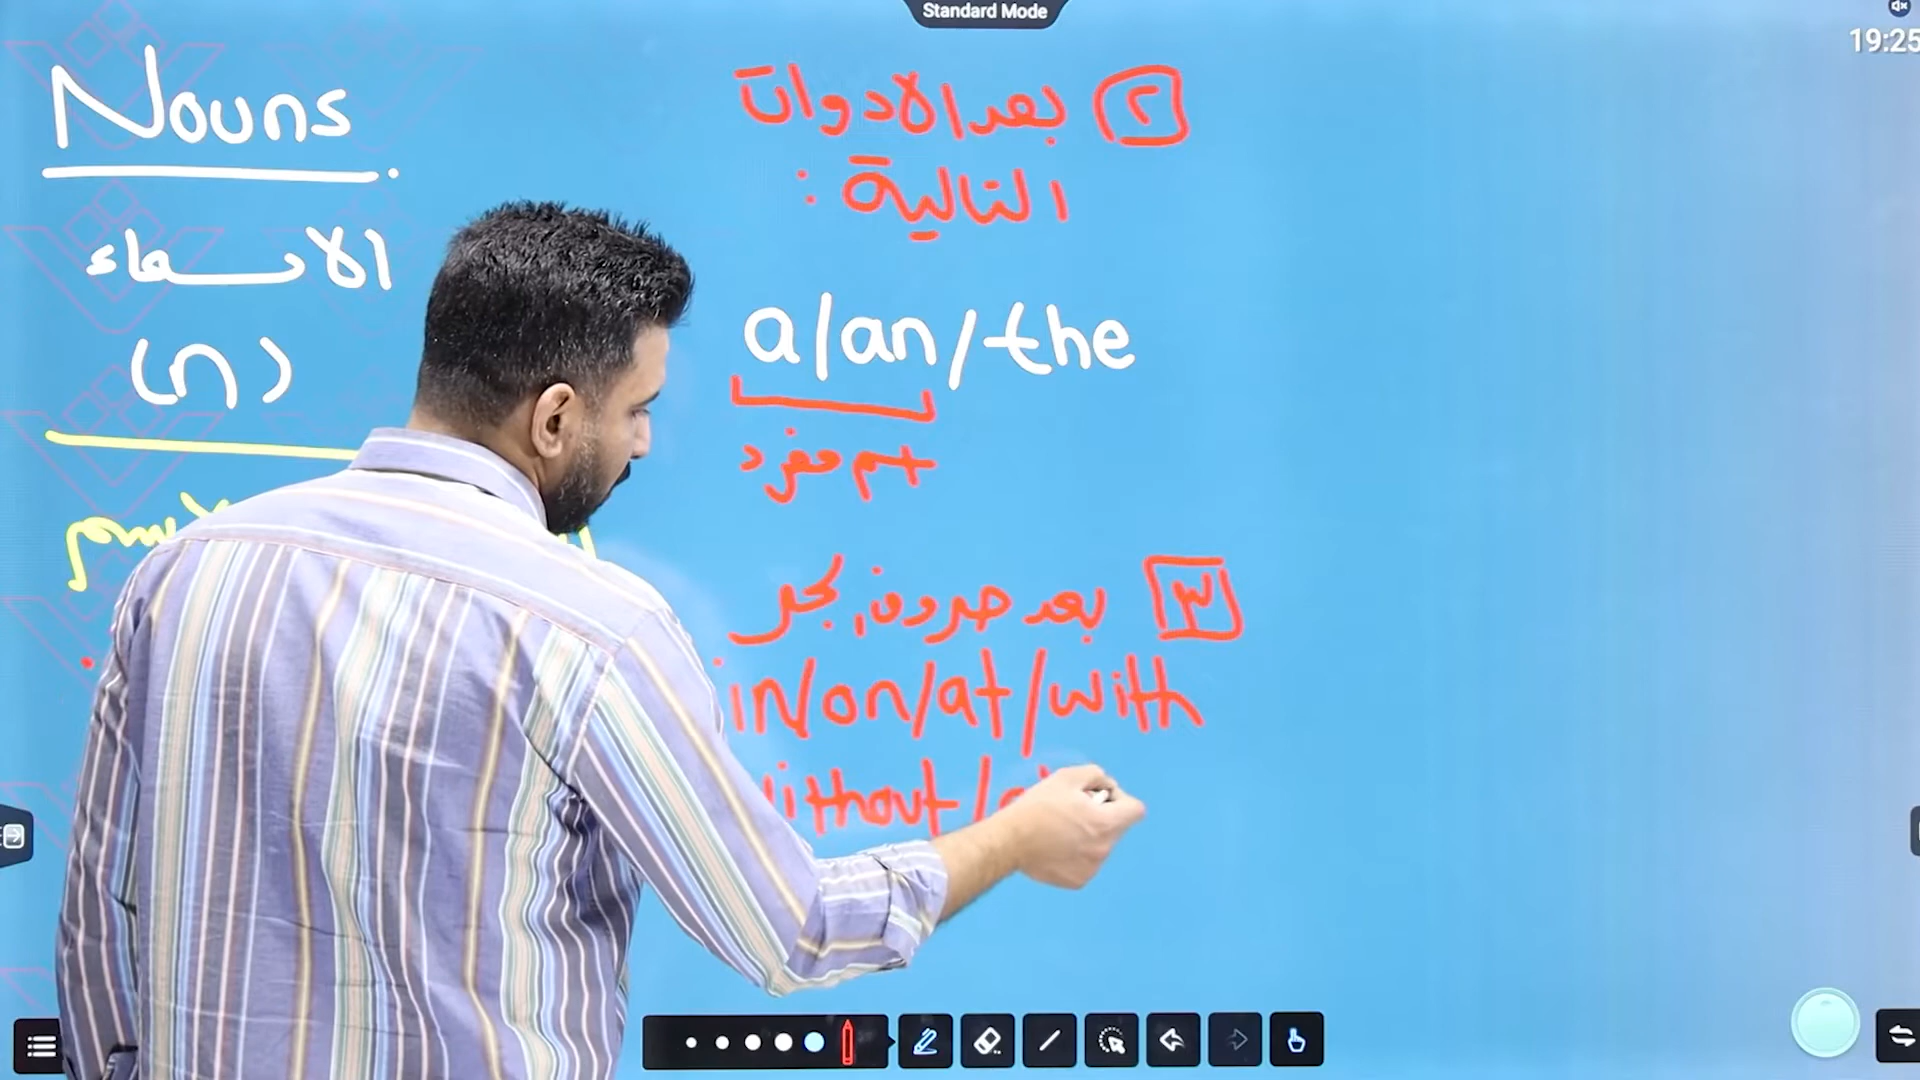 Standard Mode
19:25
Nouns
الاسماء
(n)
٢ بعد الادوات
التالية :
a/an/the
+ م مفرد
٣ بعد حروف الجر
in/on/at/with
without/